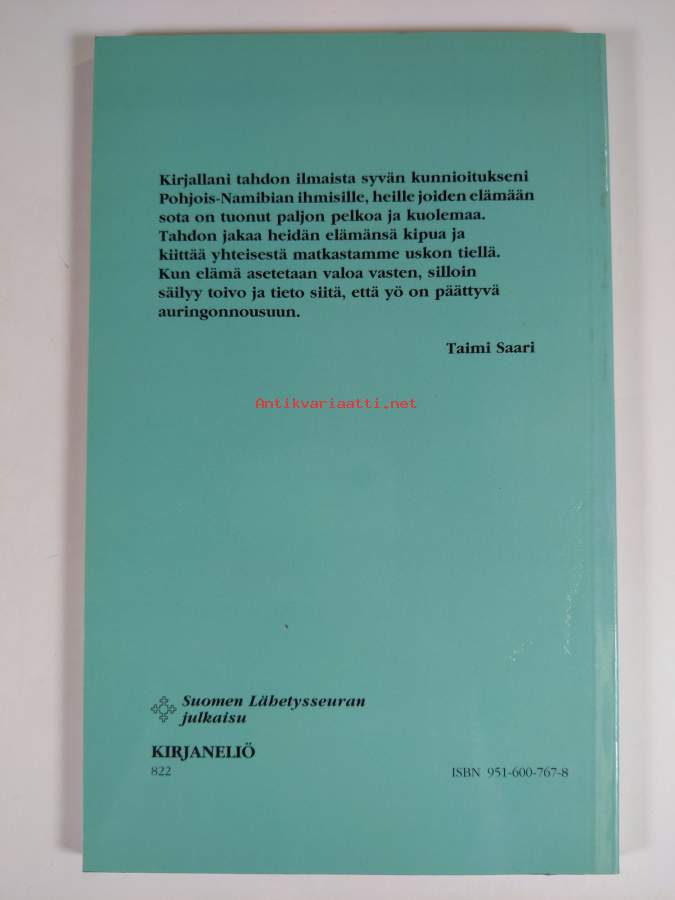 Kirjallani tahdon ilmaista syvän kunnioitukseni
Pohjois-Namibian ihmisille, heille joiden elämään
sota on tuonut paljon pelkoa ja kuolemaa.
Tahdon jakaa heidän elämänsä kipua ja
kiittää yhteisestä matkastamme uskon tiellä.
Kun elämä asetetaan valoa vasten, silloin
säilyy toivo ja tieto siitä, että yö on päättyvä
auringonnousuun.
Taimi Saari
Antikvariaatti.net
Suomen Lähetysseuran
julkaisu
KIRJANELIÖ
822
ISBN 951-600-767-8